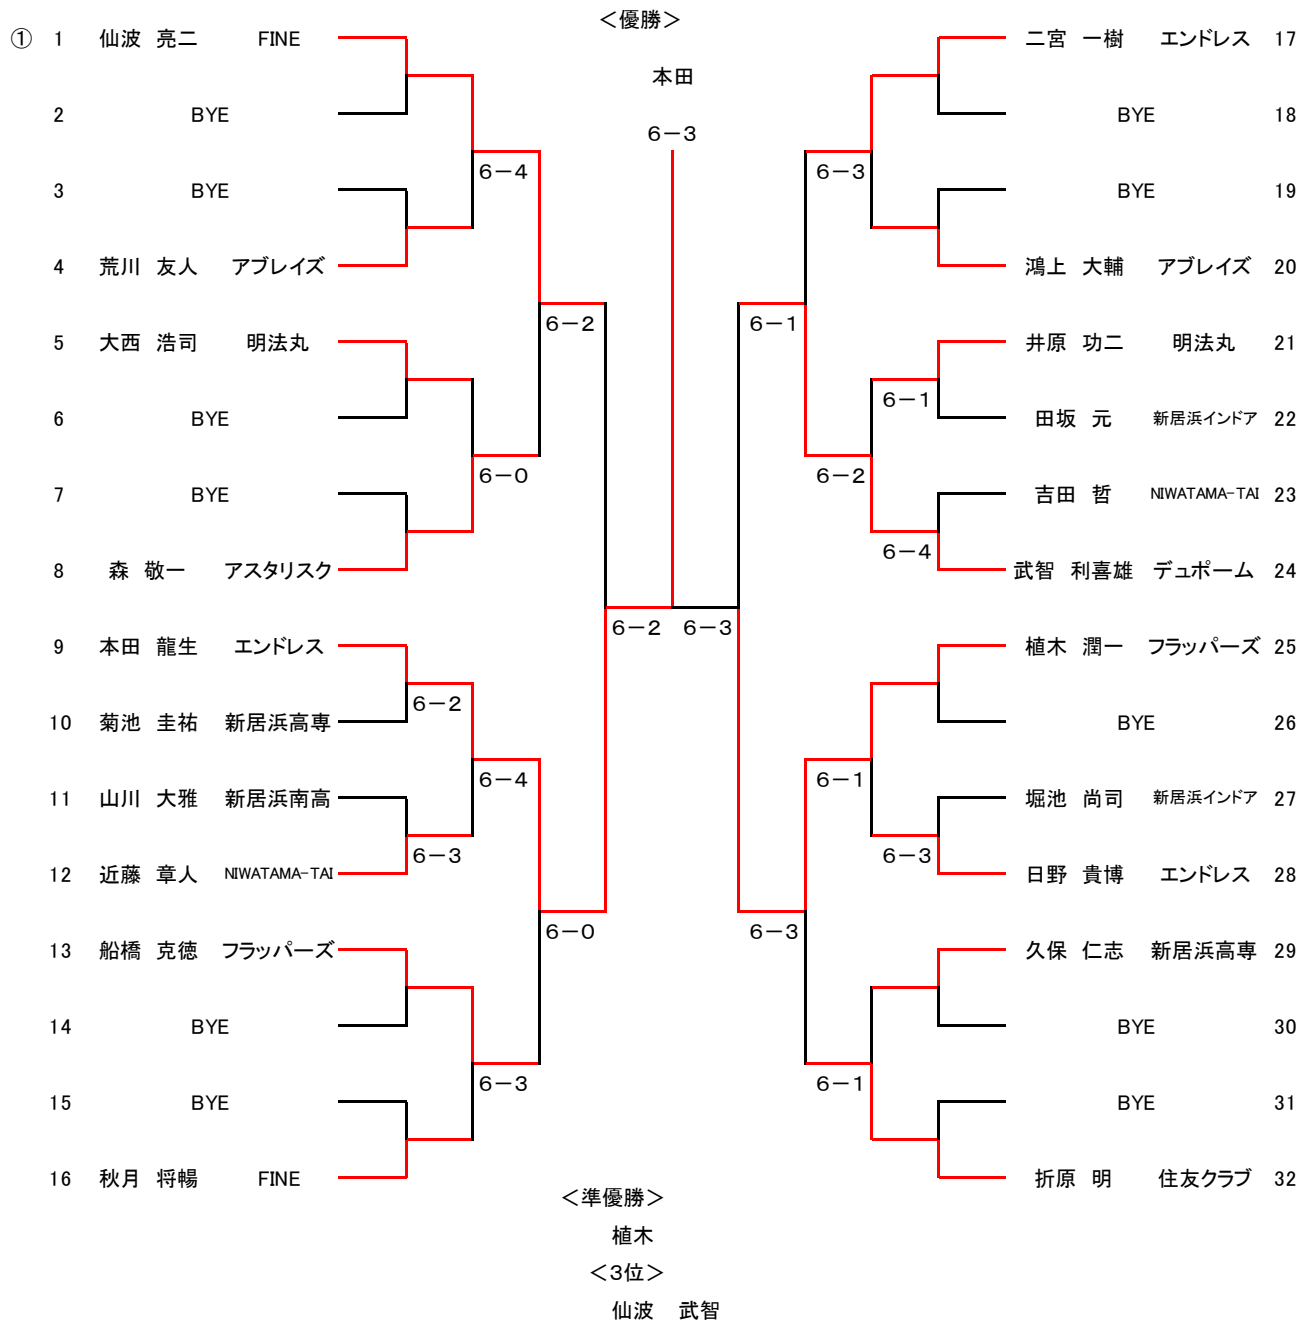 ＜優勝＞
本田
6－3
① 1 仙波 亮二 FINE
2 BYE
6－4
3 BYE
4 荒川 友人 アブレイズ
6－2
5 大西 浩司 明法丸
6 BYE
6－0
7 BYE
8 森 敬一 アスタリスク
6－2
9 本田 龍生 エンドレス
6－2
10 菊池 圭祐 新居浜高専
6－4
11 山川 大雅 新居浜南高
6－3
12 近藤 章人 NIWATAMA-TAI
6－0
13 船橋 克徳 フラッパーズ
14 BYE
6－3
15 BYE
16 秋月 将暢 FINE
二宮 一樹 エンドレス 17
BYE 18
6－3
BYE 19
鴻上 大輔 アブレイズ 20
6－1
井原 功二 明法丸 21
6－1
田坂 元 新居浜インドア 22
6－2
吉田 哲 NIWATAMA-TAI 23
6－4
武智 利喜雄 デュポーム 24
6－3
植木 潤一 フラッパーズ 25
BYE 26
6－1
堀池 尚司 新居浜インドア 27
6－3
日野 貴博 エンドレス 28
6－3
久保 仁志 新居浜高専 29
BYE 30
6－1
BYE 31
折原 明 住友クラブ 32
＜準優勝＞
植木
＜3位＞
仙波 武智